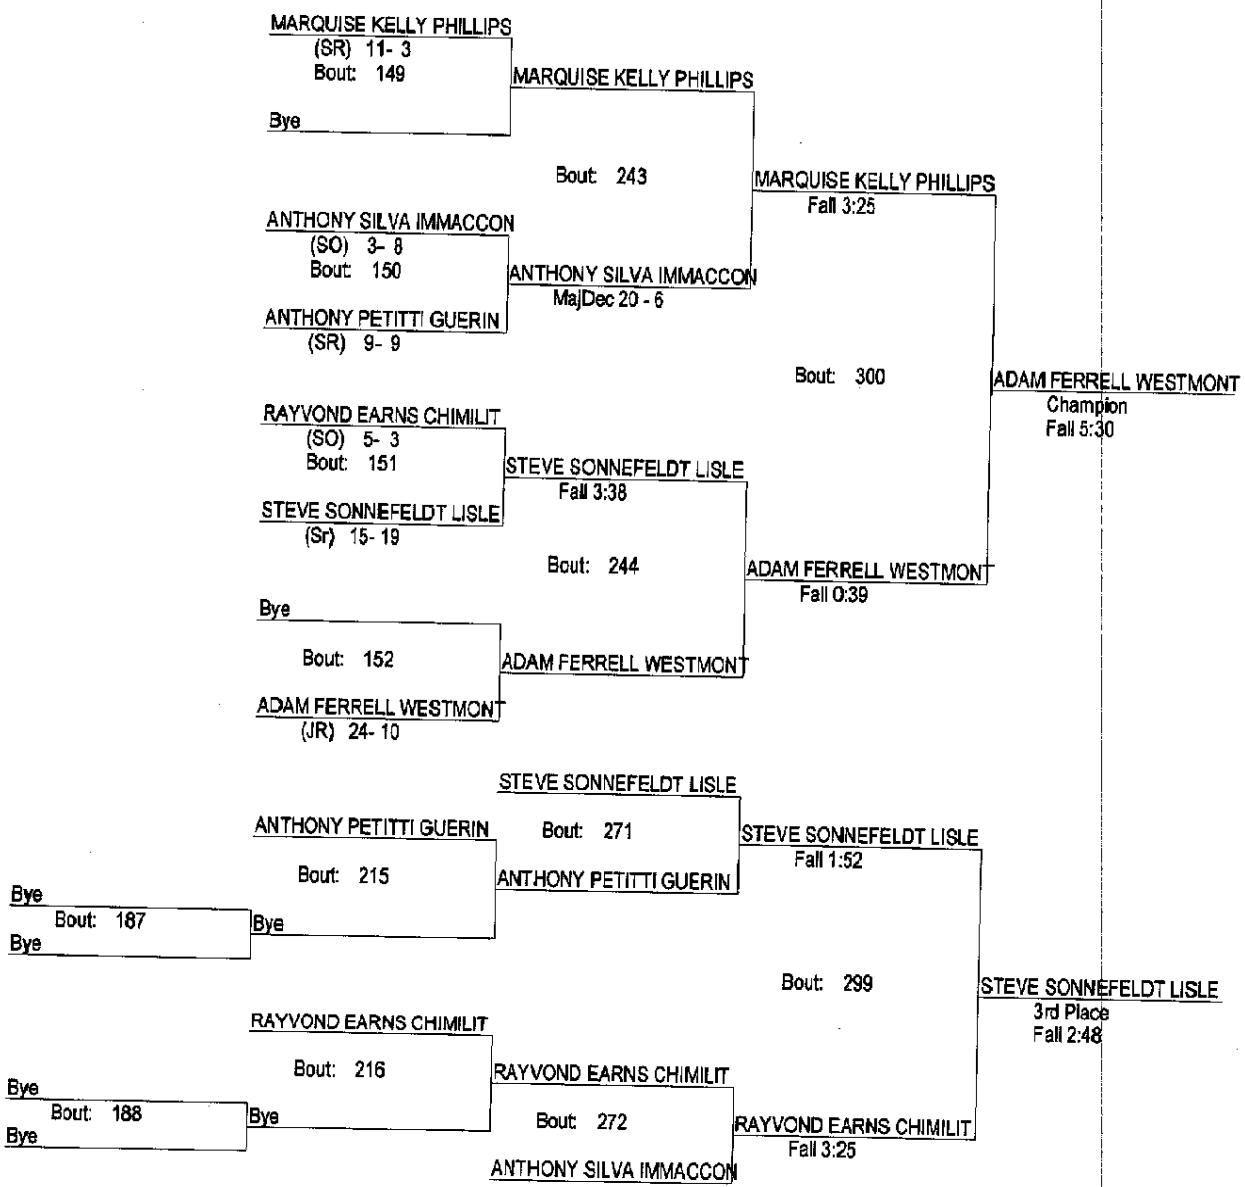 MARQUISE KELLY PHILLIPS
(SR) 11- 3
Bout: 149
MARQUISE KELLY PHILLIPS
Bye
Bout: 243
MARQUISE KELLY PHILLIPS
Fall 3:25
ANTHONY SILVA IMMACCON
(SO) 3- 8
Bout: 150
ANTHONY SILVA IMMACCON
MajDec 20 - 6
ANTHONY PETITTI GUERIN
(SR) 9- 9
Bout: 300
ADAM FERRELL WESTMONT
Champion
Fall 5:30
RAYVOND EARNS CHIMILIT
(SO) 5- 3
Bout: 151
STEVE SONNEFELDT LISLE
Fall 3:38
STEVE SONNEFELDT LISLE
(Sr) 15- 19
Bout: 244
ADAM FERRELL WESTMONT
Fall 0:39
Bye
Bout: 152
ADAM FERRELL WESTMONT
ADAM FERRELL WESTMONT
(JR) 24- 10
STEVE SONNEFELDT LISLE
ANTHONY PETITTI GUERIN
Bout: 271
STEVE SONNEFELDT LISLE
Fall 1:52
Bout: 215
ANTHONY PETITTI GUERIN
Bye
Bout: 187
Bye
Bye
Bout: 299
STEVE SONNEFELDT LISLE
3rd Place
Fall 2:48
RAYVOND EARNS CHIMILIT
Bout: 216
RAYVOND EARNS CHIMILIT
Bye
Bout: 188
Bye
Bye
Bout: 272
RAYVOND EARNS CHIMILIT
Fall 3:25
ANTHONY SILVA IMMACCON